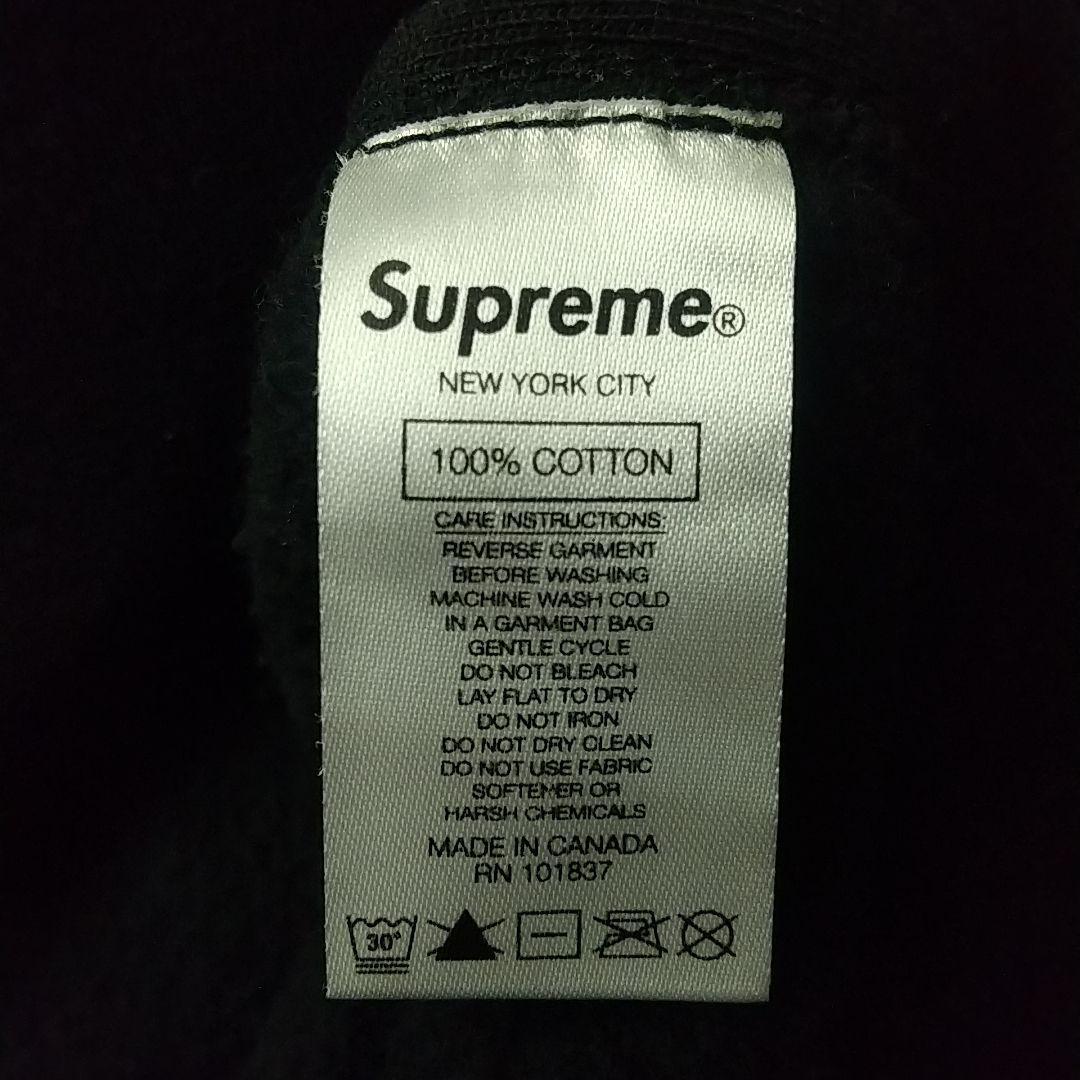 Supreme®
NEW YORK CITY
100% COTTON
CARE INSTRUCTIONS:
REVERSE GARMENT
BEFORE WASHING
MACHINE WASH COLD
IN A GARMENT BAG
GENTLE CYCLE
DO NOT BLEACH
LAY FLAT TO DRY
DO NOT IRON
DO NOT DRY CLEAN
DO NOT USE FABRIC
SOFTENER OR
HARSH CHEMICALS
MADE IN CANADA
RN 101837
30°